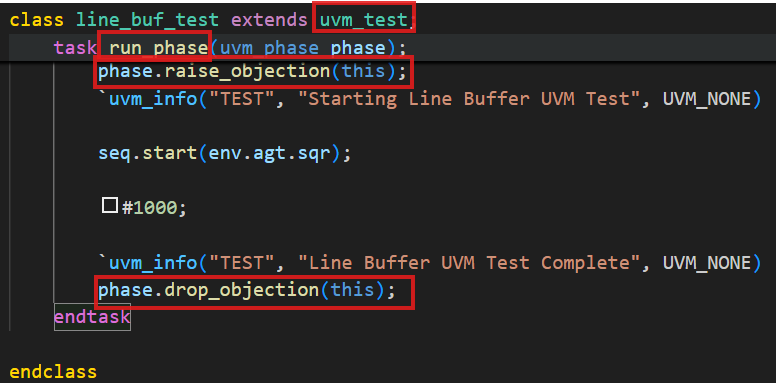 class line_buf_test extends uvm_test;
task run_phase(uvm_phase phase);
phase.raise_objection(this);
`uvm_info("TEST", "Starting Line Buffer UVM Test", UVM_NONE)
seq.start(env.agt.sqr);
#1000;
`uvm_info("TEST", "Line Buffer UVM Test Complete", UVM_NONE)
phase.drop_objection(this);
endtask
endclass